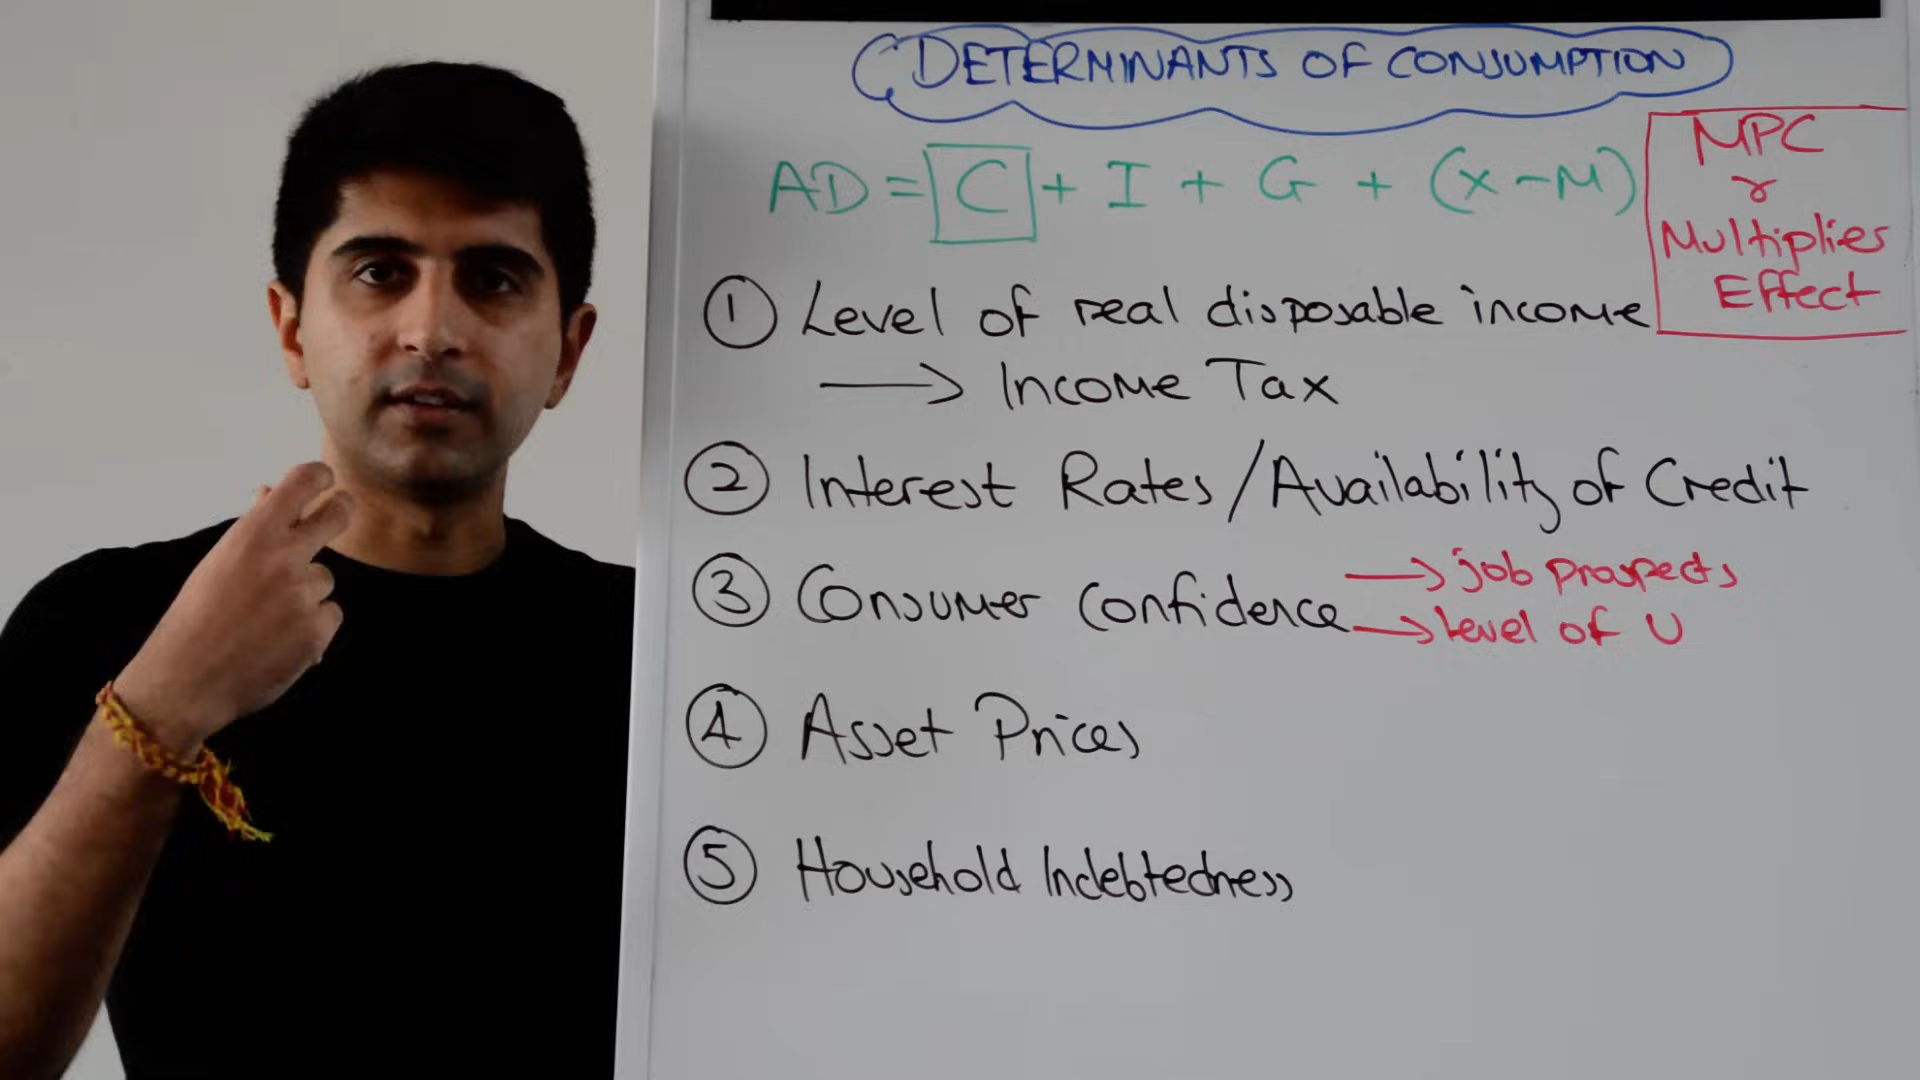 DETERMINANTS OF CONSUMPTION
AD = C + I + G + (X-M)
MPC
&
Multiplier
Effect
① Level of real disposable income
→ Income Tax
② Interest Rates/Availability of Credit
③ Consumer Confidence
→ job prospects
→ level of U
④ Asset Prices
⑤ Household Indebtedness